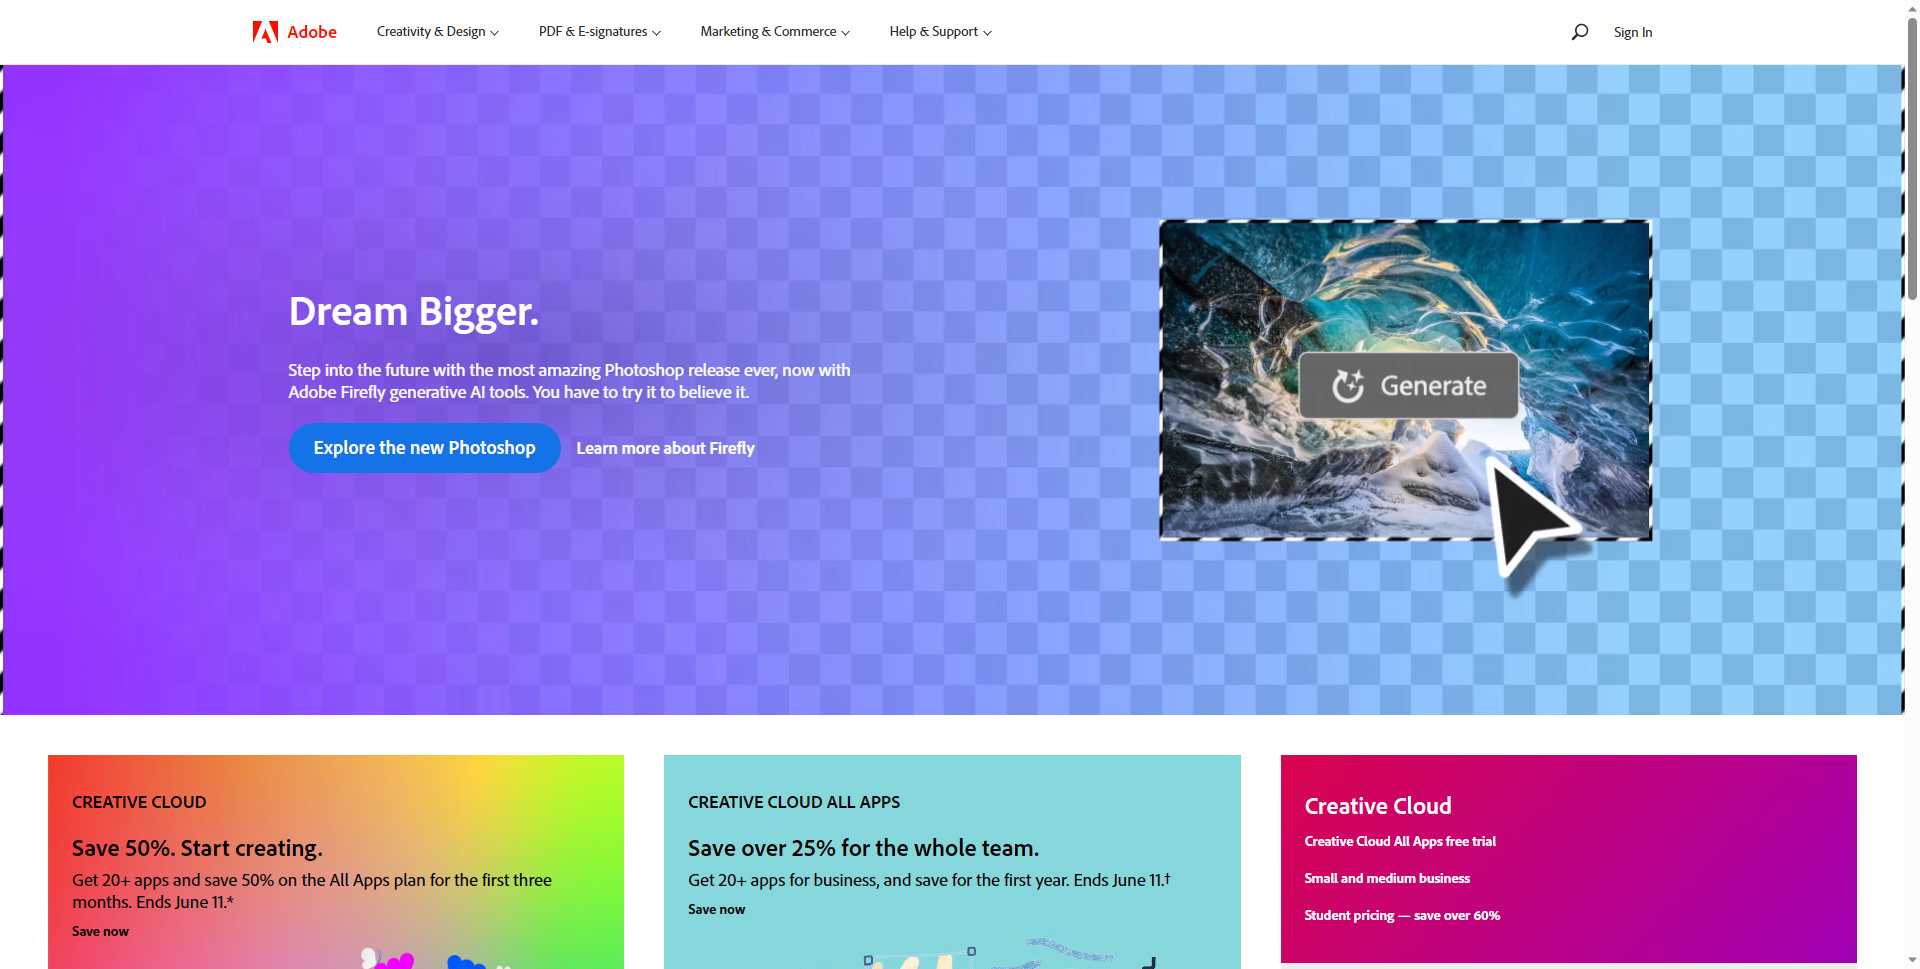 Adobe
Creativity & Design
PDF & E-signatures
Marketing & Commerce
Help & Support
Sign In
Dream Bigger.
Step into the future with the most amazing Photoshop release ever, now with
Adobe Firefly generative AI tools. You have to try it to believe it.
Explore the new Photoshop
Learn more about Firefly
Generate
CREATIVE CLOUD
Save 50%. Start creating.
Get 20+ apps and save 50% on the All Apps plan for the first three
months. Ends June 11.*
Save now
CREATIVE CLOUD ALL APPS
Save over 25% for the whole team.
Get 20+ apps for business, and save for the first year. Ends June 11.†
Save now
Creative Cloud
Creative Cloud All Apps free trial
Small and medium business
Student pricing — save over 60%